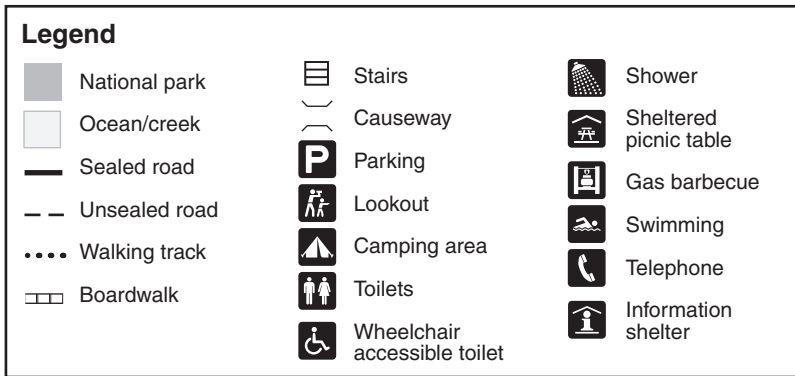 Legend
National park
Ocean/creek
Sealed road
Unsealed road
Walking track
Boardwalk
Stairs
Causeway
P
Parking
Lookout
Camping area
Toilets
Wheelchair
accessible toilet
Shower
Sheltered
picnic table
Gas barbecue
Swimming
Telephone
i
Information
shelter